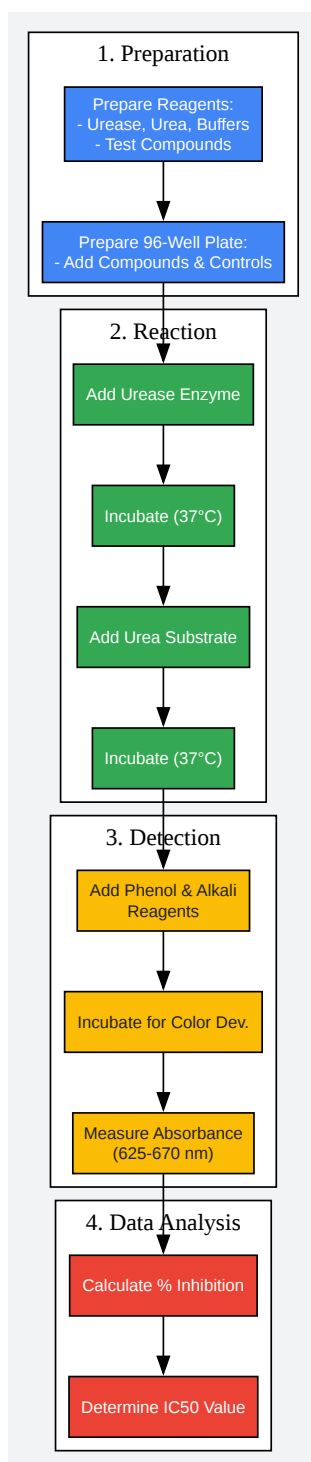 1. Preparation
Prepare Reagents:
- Urease, Urea, Buffers
- Test Compounds
Prepare 96-Well Plate:
- Add Compounds & Controls
2. Reaction
Add Urease Enzyme
Incubate (37°C)
Add Urea Substrate
Incubate (37°C)
3. Detection
Add Phenol & Alkali
Reagents
Incubate for Color Dev.
Measure Absorbance
(625-670 nm)
4. Data Analysis
Calculate % Inhibition
Determine IC50 Value